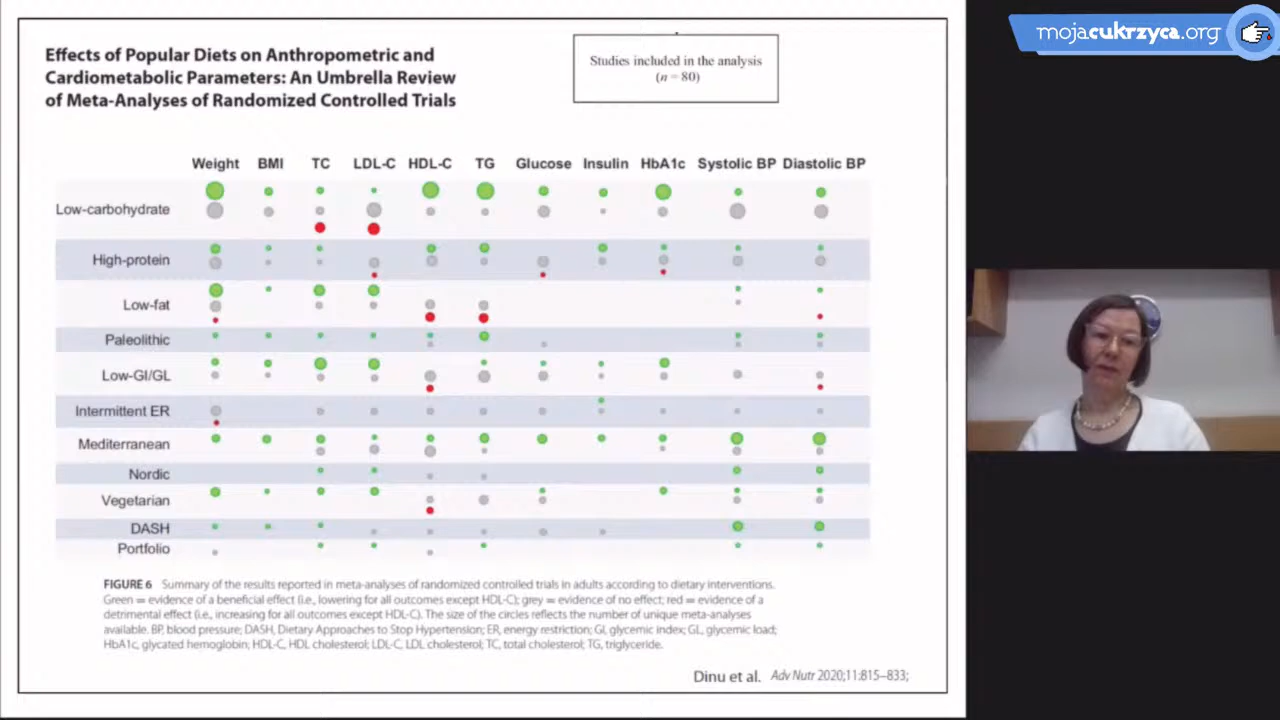 mojacukrzyca.org
Effects of Popular Diets on Anthropometric and
Cardiometabolic Parameters: An Umbrella Review
of Meta-Analyses of Randomized Controlled Trials
Studies included in the analysis
(n = 80)
Weight BMI TC LDL-C HDL-C TG Glucose Insulin HbA1c Systolic BP Diastolic BP
Low-carbohydrate
High-protein
Low-fat
Paleolithic
Low-GI/GL
Intermittent ER
Mediterranean
Nordic
Vegetarian
DASH
Portfolio
FIGURE 6 Summary of the results reported in meta-analyses of randomized controlled trials in adults according to dietary interventions.
Green = evidence of a beneficial effect (i.e., lowering for all outcomes except HDL-C); grey = evidence of no effect; red = evidence of a
detrimental effect (i.e., increasing for all outcomes except HDL-C). The size of the circles reflects the number of unique meta-analyses
available. BP, blood pressure; DASH, Dietary Approaches to Stop Hypertension; ER, energy restriction; GI, glycemic index; GL, glycemic load;
HbA1c, glycated hemoglobin; HDL-C, HDL cholesterol; LDL-C, LDL cholesterol; TC, total cholesterol; TG, triglyceride.
Dinu et al. Adv Nutr 2020;11:815–833;